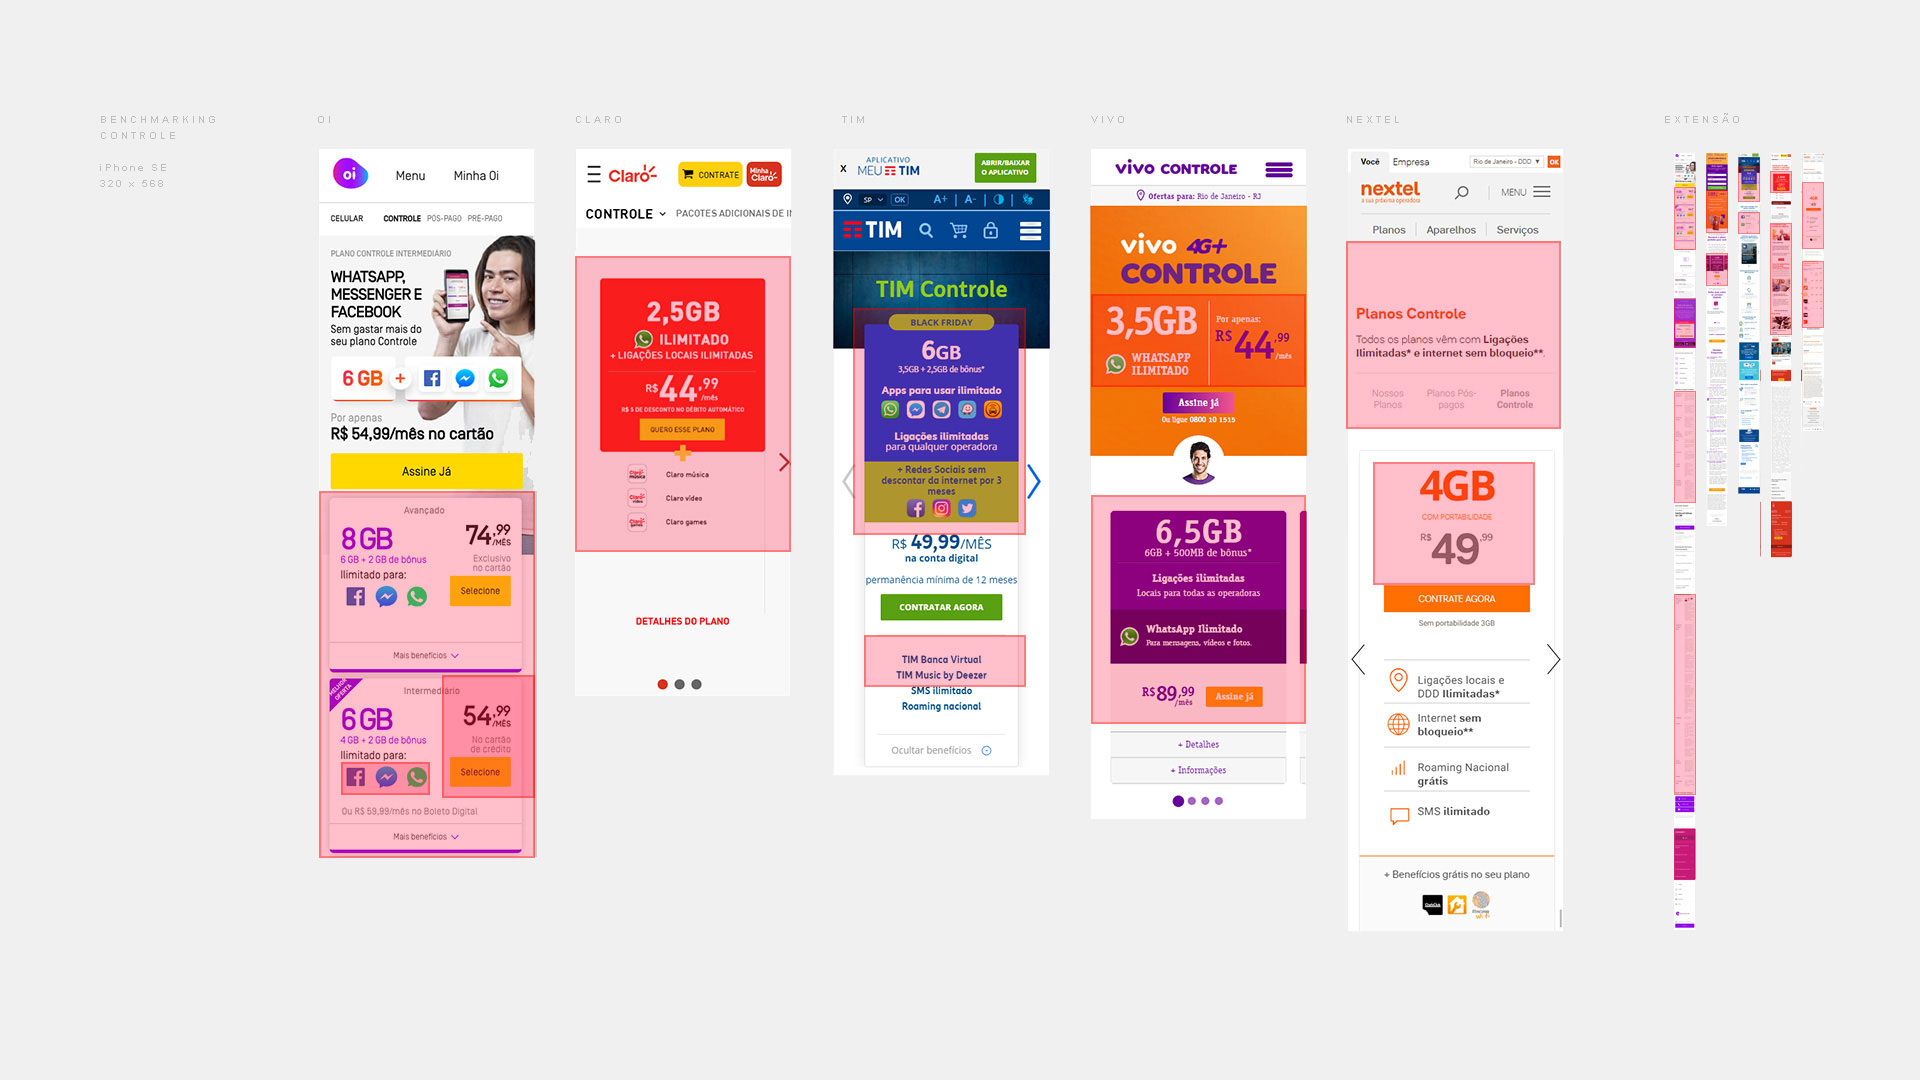 BENCHMARKING
CONTROLE
iPhone SE
320 x 568
OI
oi
Menu
Minha Oi
CELULAR
CONTROLE
PÓS-PAGO
PRÉ-PAGO
PLANO CONTROLE INTERMEDIÁRIO
WHATSAPP,
MESSENGER E
FACEBOOK
Sem gastar mais do
seu plano Controle
6 GB +
Por apenas
R$ 54,99/mês no cartão
Assine Já
Avançado
8 GB
74,99
/MÊS
6 GB + 2 GB de bônus
Exclusivo
no cartão
Ilimitado para:
Selecione
Mais benefícios
MELHOR
OFERTA
Intermediário
6 GB
54,99
/MÊS
4 GB + 2 GB de bônus
No cartão
de crédito
Ilimitado para:
Selecione
Ou R$ 59,99/mês no Boleto Digital
Mais benefícios
CLARO
Claro
CONTRATE
Minha
Claro
CONTROLE
PACOTES ADICIONAIS DE IN
2,5GB
ILIMITADO
+ LIGAÇÕES LOCAIS ILIMITADAS
R$ 44,99
/mês
R$ 5 DE DESCONTO NO DÉBITO AUTOMÁTICO
QUERO ESSE PLANO
+
Claro música
Claro música
Claro vídeo
Claro vídeo
Claro games
Claro games
DETALHES DO PLANO
TIM
X
APLICATIVO
MEU TIM
ABRIR/BAIXAR
O APLICATIVO
SP
OK
A+ | A- | |
TIM
TIM Controle
BLACK FRIDAY
6GB
3,5GB + 2,5GB de bônus*
Apps para usar ilimitado
Ligações ilimitadas
para qualquer operadora
+ Redes Sociais sem
descontar da internet por 3
meses
R$ 49,99/MÊS
na conta digital
permanência mínima de 12 meses
CONTRATAR AGORA
TIM Banca Virtual
TIM Music by Deezer
SMS ilimitado
Roaming nacional
Ocultar benefícios
VIVO
vivo CONTROLE
Ofertas para: Rio de Janeiro - RJ
vivo 4G+
CONTROLE
3,5GB
WHATSAPP
ILIMITADO
Por apenas:
R$ 44,99
/mês
Assine já
Ou ligue 0800 10 1515
6,5GB
6GB + 500MB de bônus*
Ligações ilimitadas
Locais para todas as operadoras
WhatsApp Ilimitado
Para mensagens, vídeos e fotos.
R$ 89,99
/mês
Assine já
+ Detalhes
+ Informações
NEXTEL
Você
Empresa
Rio de Janeiro - DDD
OK
nextel
a sua próxima operadora
MENU
Planos
Aparelhos
Serviços
Planos Controle
Todos os planos vêm com Ligações
Ilimitadas* e internet sem bloqueio**.
Nossos
Planos
Planos Pós-
pagos
Planos
Controle
4GB
COM PORTABILIDADE
R$ 49,99
CONTRATE AGORA
Sem portabilidade 3GB
Ligações locais e
DDD Ilimitadas*
Internet sem
bloqueio**
Roaming Nacional
grátis
SMS ilimitado
+ Benefícios grátis no seu plano
EXTENSÃO